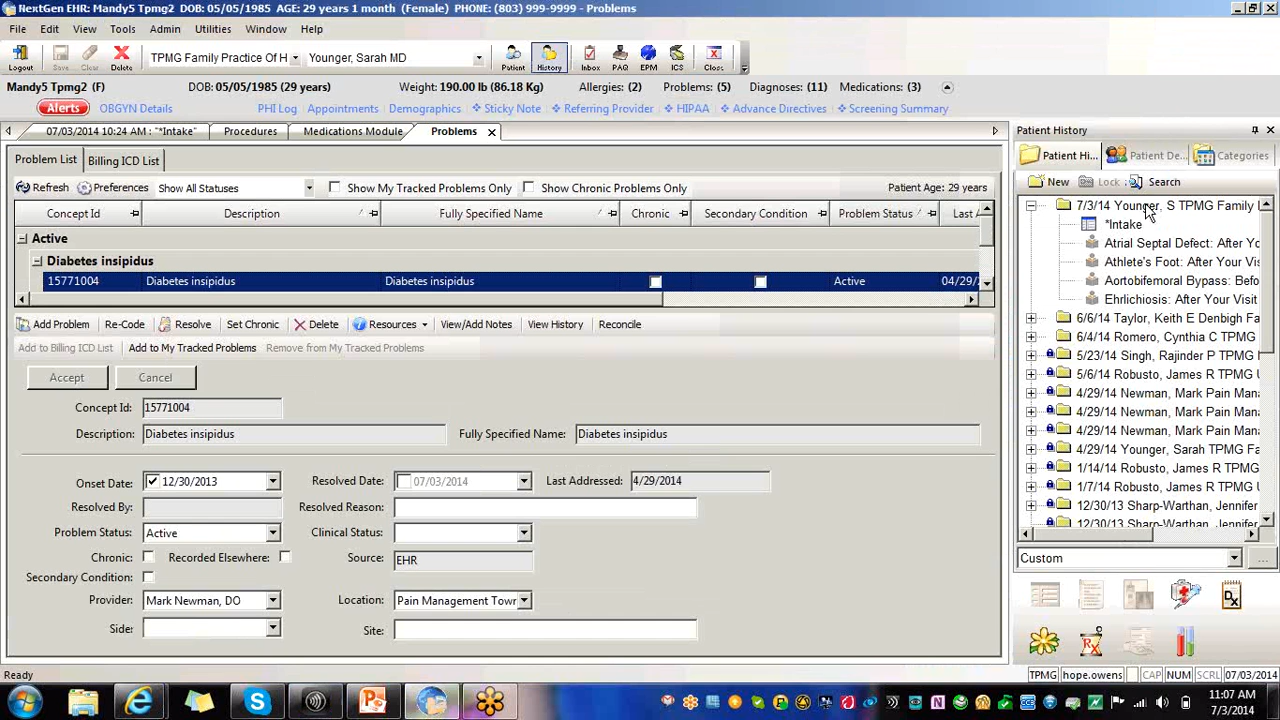 NextGen EHR: Mandy5 Tpmg2 DOB: 05/05/1985 AGE: 29 years 1 month (Female) PHONE: (803) 999-9999 - Problems
File Edit View Tools Admin Utilities Window Help
TPMG Family Practice Of H Younger, Sarah MD
Logout Save Clear Delete Patient History Inbox PAQ EPM ICS Close
Mandy5 Tpmg2 (F) DOB: 05/05/1985 (29 years) Weight: 190.00 lb (86.18 Kg) Allergies: (2) Problems: (5) Diagnoses: (11) Medications: (3)
Alerts OBGYN Details PHI Log Appointments Demographics Sticky Note Referring Provider HIPAA Advance Directives Screening Summary
07/03/2014 10:24 AM : "*Intake" Procedures Medications Module Problems
Problem List Billing ICD List
Refresh Preferences Show All Statuses Show My Tracked Problems Only Show Chronic Problems Only Patient Age: 29 years
Concept Id Description Fully Specified Name Chronic Secondary Condition Problem Status Last
Active
Diabetes insipidus
15771004 Diabetes insipidus Diabetes insipidus Active 04/29/
Add Problem Re-Code Resolve Set Chronic Delete Resources View/Add Notes View History Reconcile
Add to Billing ICD List Add to My Tracked Problems Remove from My Tracked Problems
Accept Cancel
Concept Id: 15771004
Description: Diabetes insipidus Fully Specified Name: Diabetes insipidus
Onset Date: 12/30/2013 Resolved Date: 07/03/2014 Last Addressed: 4/29/2014
Resolved By: Resolved Reason:
Problem Status: Active Clinical Status:
Chronic: Recorded Elsewhere: Source: EHR
Secondary Condition:
Provider: Mark Newman, DO Location: Pain Management Towr
Side: Site:
Patient History
Patient Hi... Patient De... Categories
New Lock Search
7/3/14 Younger, S TPMG Family
*Intake
Atrial Septal Defect: After Yo
Athlete's Foot: After Your Vis
Aortobifemoral Bypass: Befo
Ehrlichiosis: After Your Visit
6/6/14 Taylor, Keith E Denbigh Fa
6/4/14 Romero, Cynthia C TPMG
5/23/14 Singh, Rajinder P TPMG
5/6/14 Robusto, James R TPMG U
4/29/14 Newman, Mark Pain Mana
4/29/14 Newman, Mark Pain Mana
4/29/14 Newman, Mark Pain Mana
4/29/14 Younger, Sarah TPMG Fa
1/14/14 Robusto, James R TPMG
1/7/14 Robusto, James R TPMG U
12/30/13 Sharp-Warthan, Jennifer
12/30/13 Sharp-Warthan, Jennifer
Custom
Ready TPMG hope.owens CAP NUM SCRL 07/03/2014
11:07 AM
7/3/2014